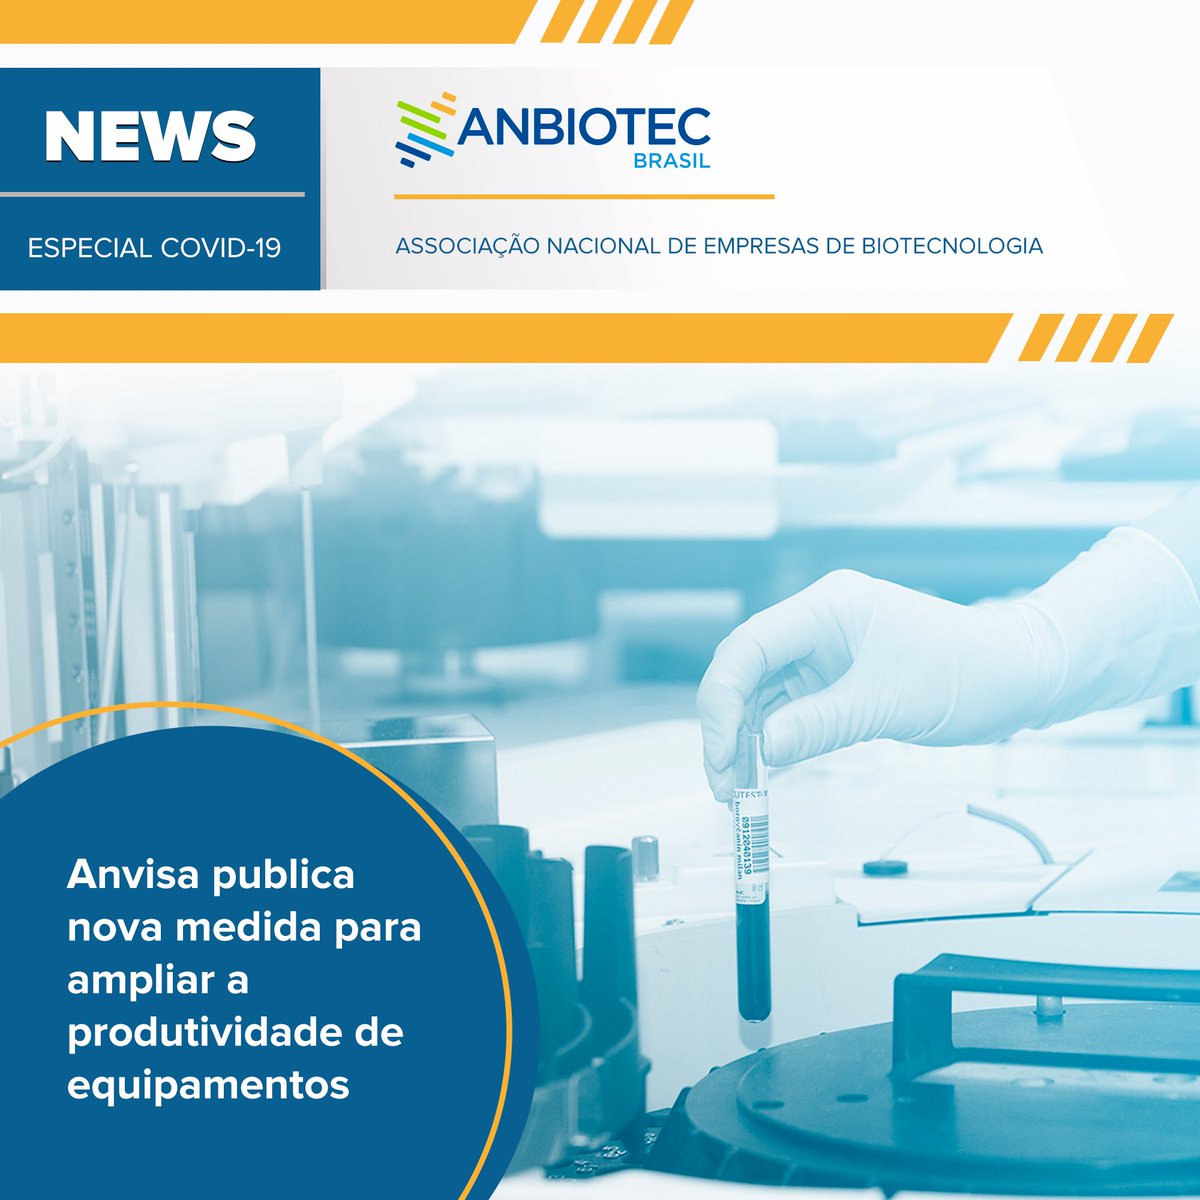 NEWS
ESPECIAL COVID-19
ANBIOTEC
BRASIL
ASSOCIAÇÃO NACIONAL DE EMPRESAS DE BIOTECNOLOGIA
Anvisa publica
nova medida para
ampliar a
produtividade de
equipamentos
0912040139